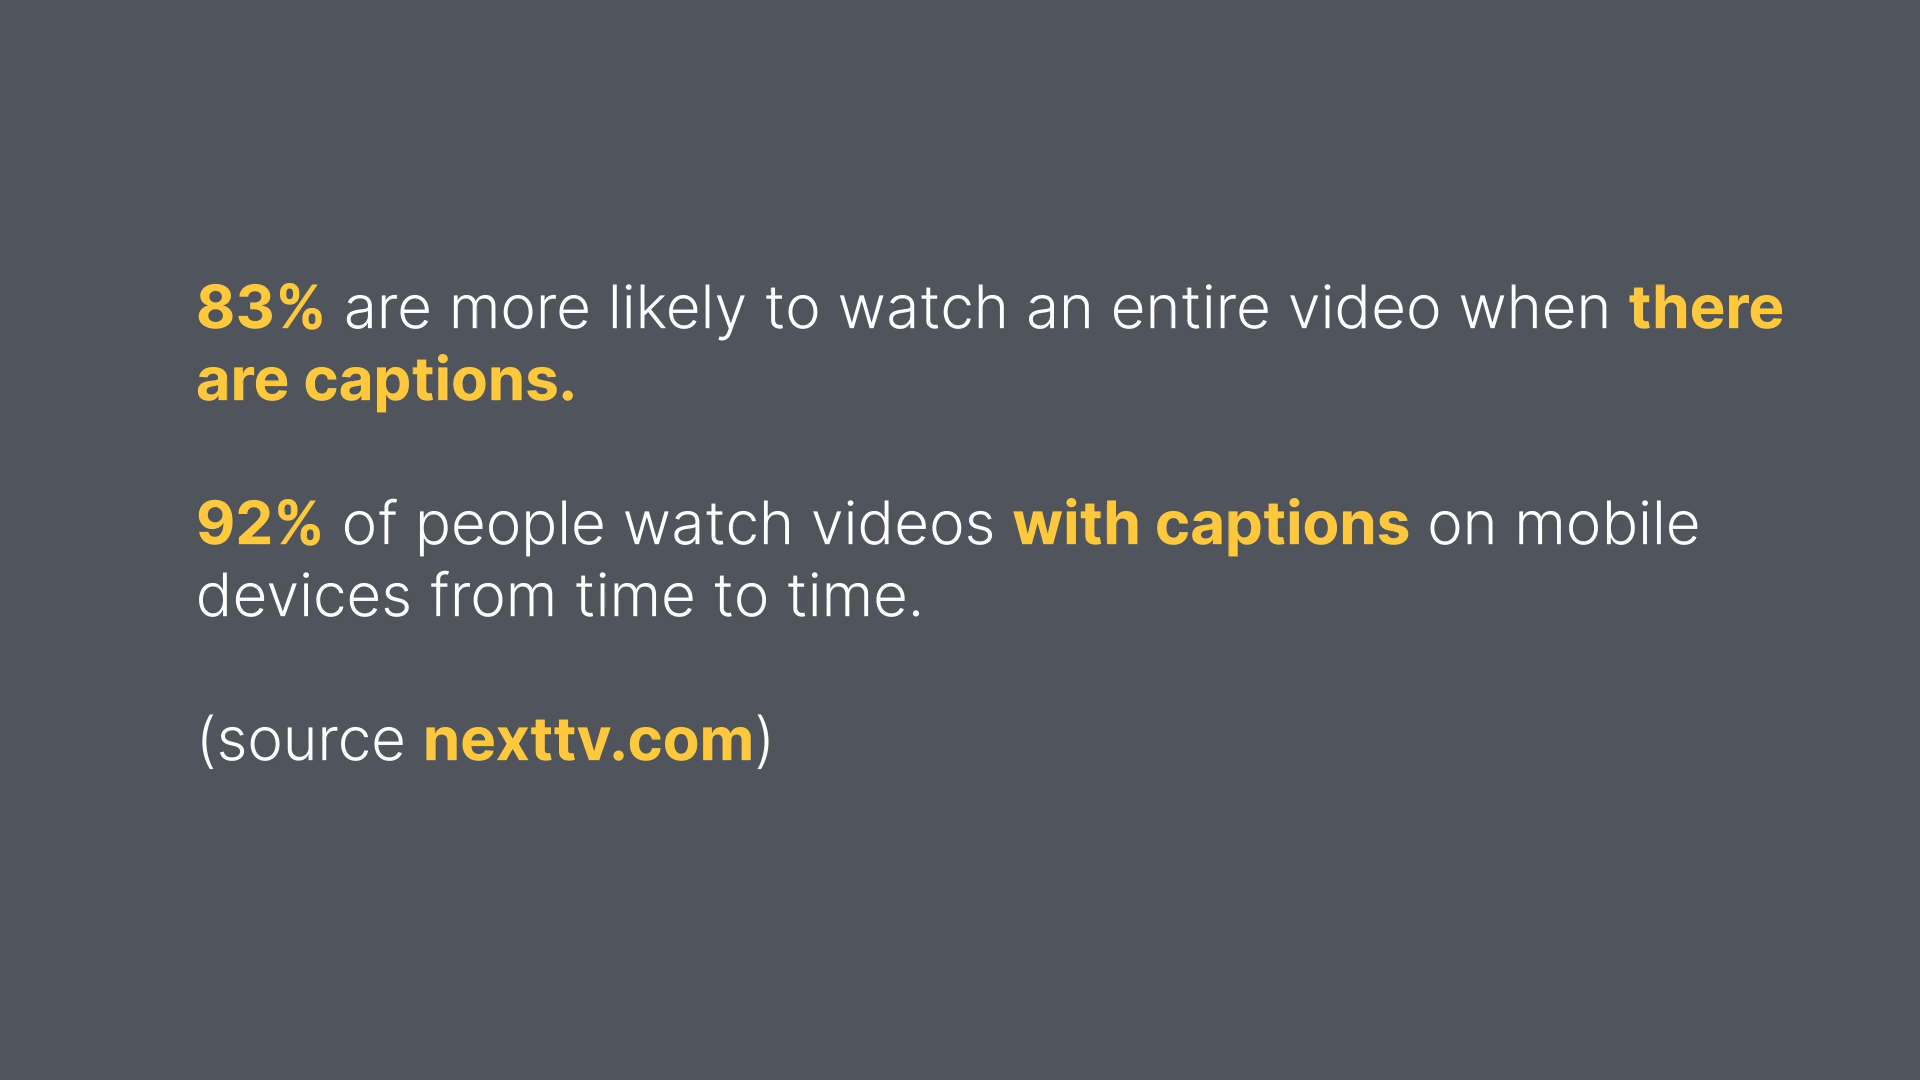 83% are more likely to watch an entire video when there
are captions.
92% of people watch videos with captions on mobile
devices from time to time.
(source nexttv.com)